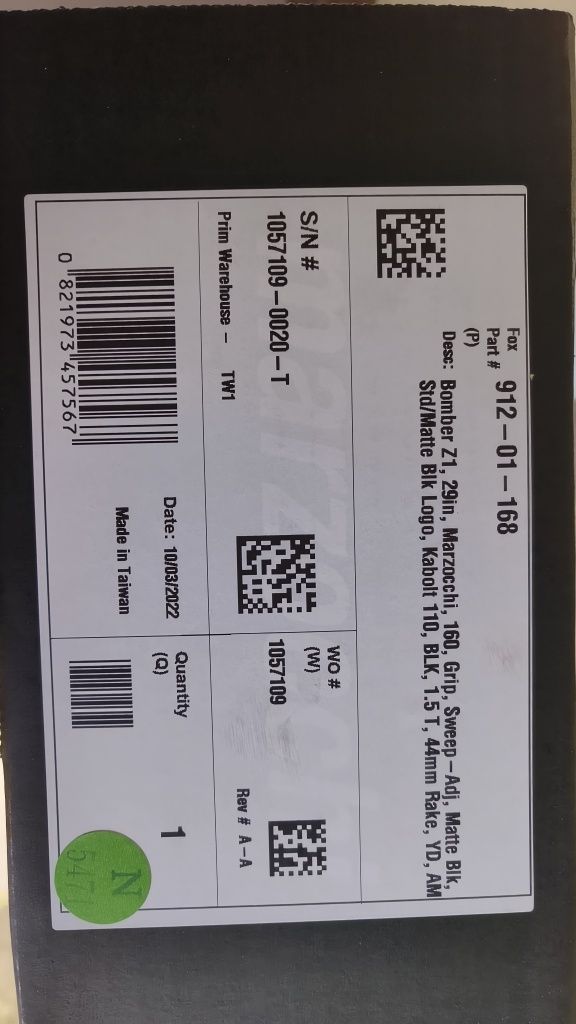 Fox
Part # 912-01-168
(P)
Desc: Bomber Z1, 29in, Marzocchi, 160, Grip, Sweep-Adj, Matte Blk,
Std/Matte Blk Logo, Kabolt 110, BLK, 1.5 T, 44mm Rake, YD, AM
S/N #
1057109-0020-T
Prim Warehouse - TW1
WO #
(W)
1057109
Rev # A-A
0 821973 457567
Date: 10/03/2022
Made in Taiwan
Quantity
(Q)
1
N
547